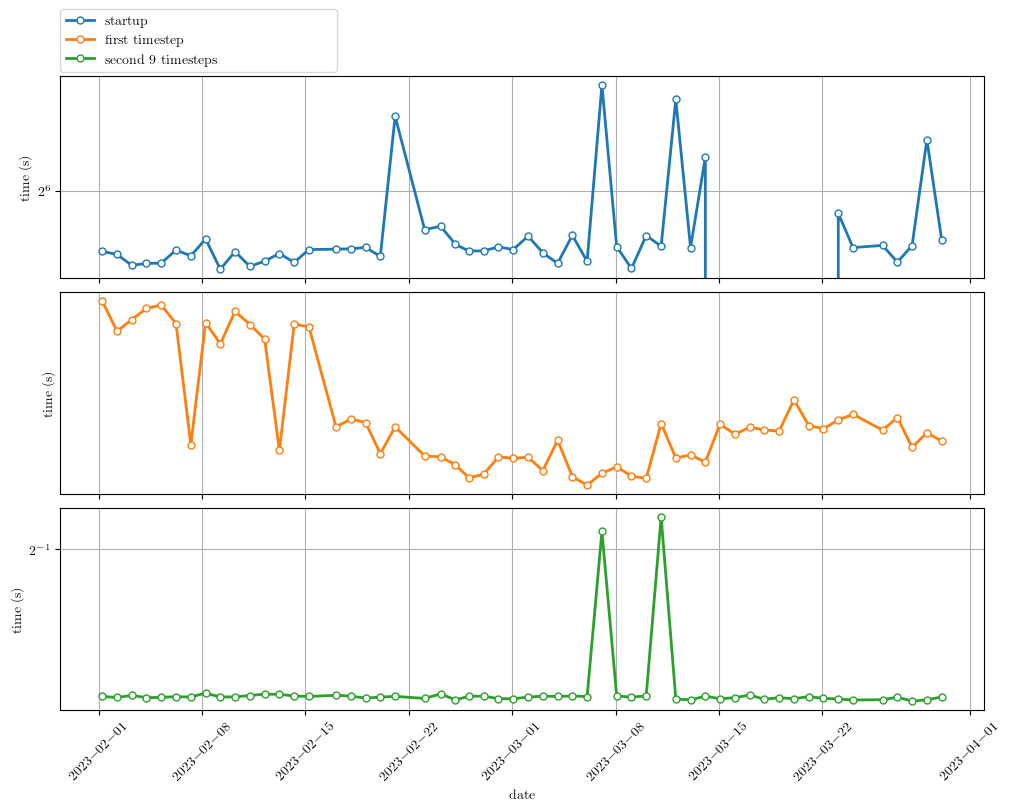 startup
first timestep
second 9 timesteps
time (s)
2^6
time (s)
time (s)
2^−1
2023−02−01
2023−02−08
2023−02−15
2023−02−22
2023−03−01
2023−03−08
2023−03−15
2023−03−22
2023−04−01
date